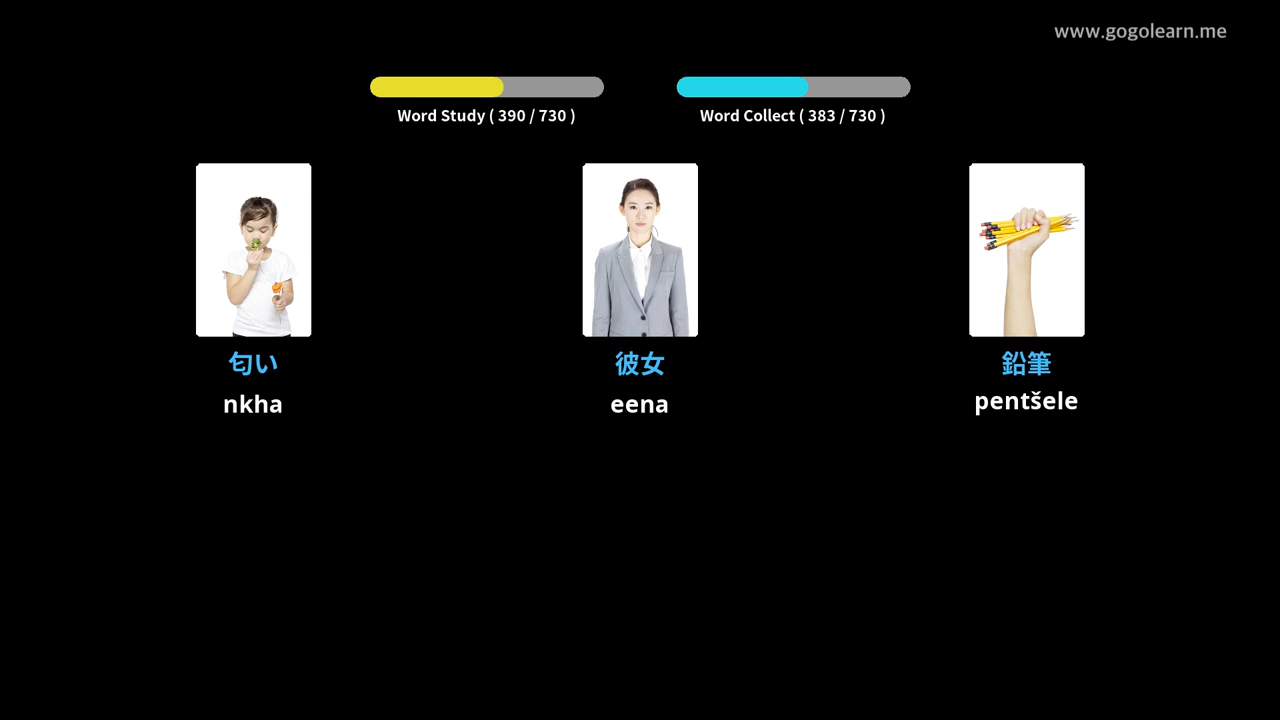 www.gogolearn.me
Word Study ( 390 / 730 )
Word Collect ( 383 / 730 )
匂い
nkha
彼女
eena
鉛筆
pentšele